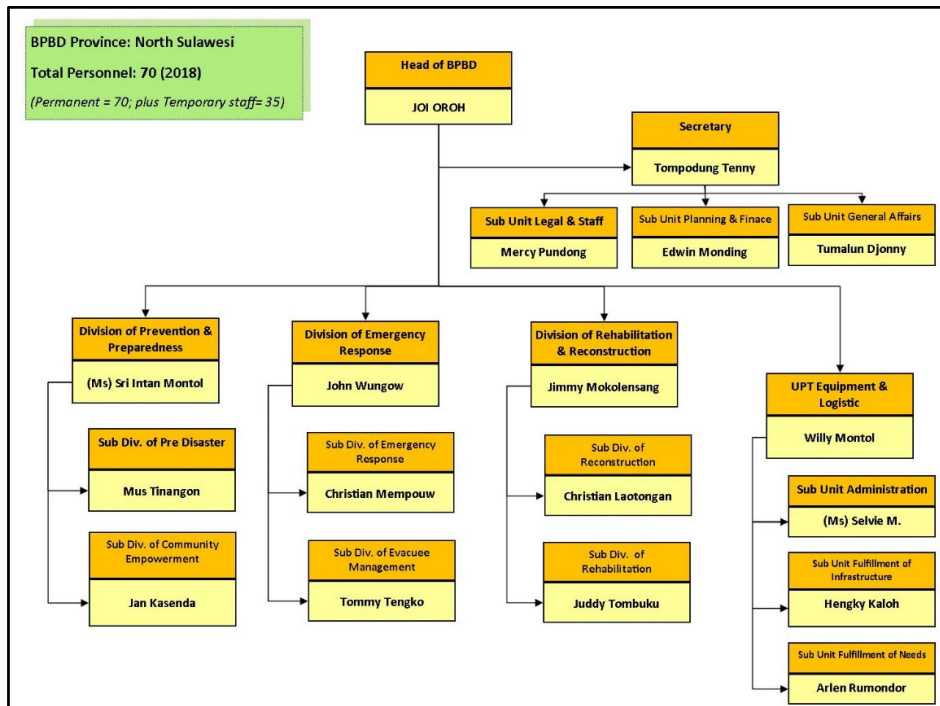 BPBD Province: North Sulawesi
Total Personnel: 70 (2018)
(Permanent = 70; plus Temporary staff= 35)
Head of BPBD
JOI OROH
Secretary
Tompodung Tenny
Sub Unit Legal & Staff
Mercy Pundong
Sub Unit Planning & Finace
Edwin Monding
Sub Unit General Affairs
Tumalun Djonny
Division of Prevention &
Preparedness
(Ms) Sri Intan Montol
Sub Div. of Pre Disaster
Mus Tinangon
Sub Div. of Community
Empowerment
Jan Kasenda
Division of Emergency
Response
John Wungow
Sub Div. of Emergency
Response
Christian Mempouw
Sub Div. of Evacuee
Management
Tommy Tengko
Division of Rehabilitation
& Reconstruction
Jimmy Mokolensang
Sub Div. of
Reconstruction
Christian Laotongan
Sub Div. of
Rehabilitation
Juddy Tombuku
UPT Equipment &
Logistic
Willy Montol
Sub Unit Administration
(Ms) Selvie M.
Sub Unit Fulfillment of
Infrastructure
Hengky Kaloh
Sub Unit Fulfillment of Needs
Arlen Rumondor